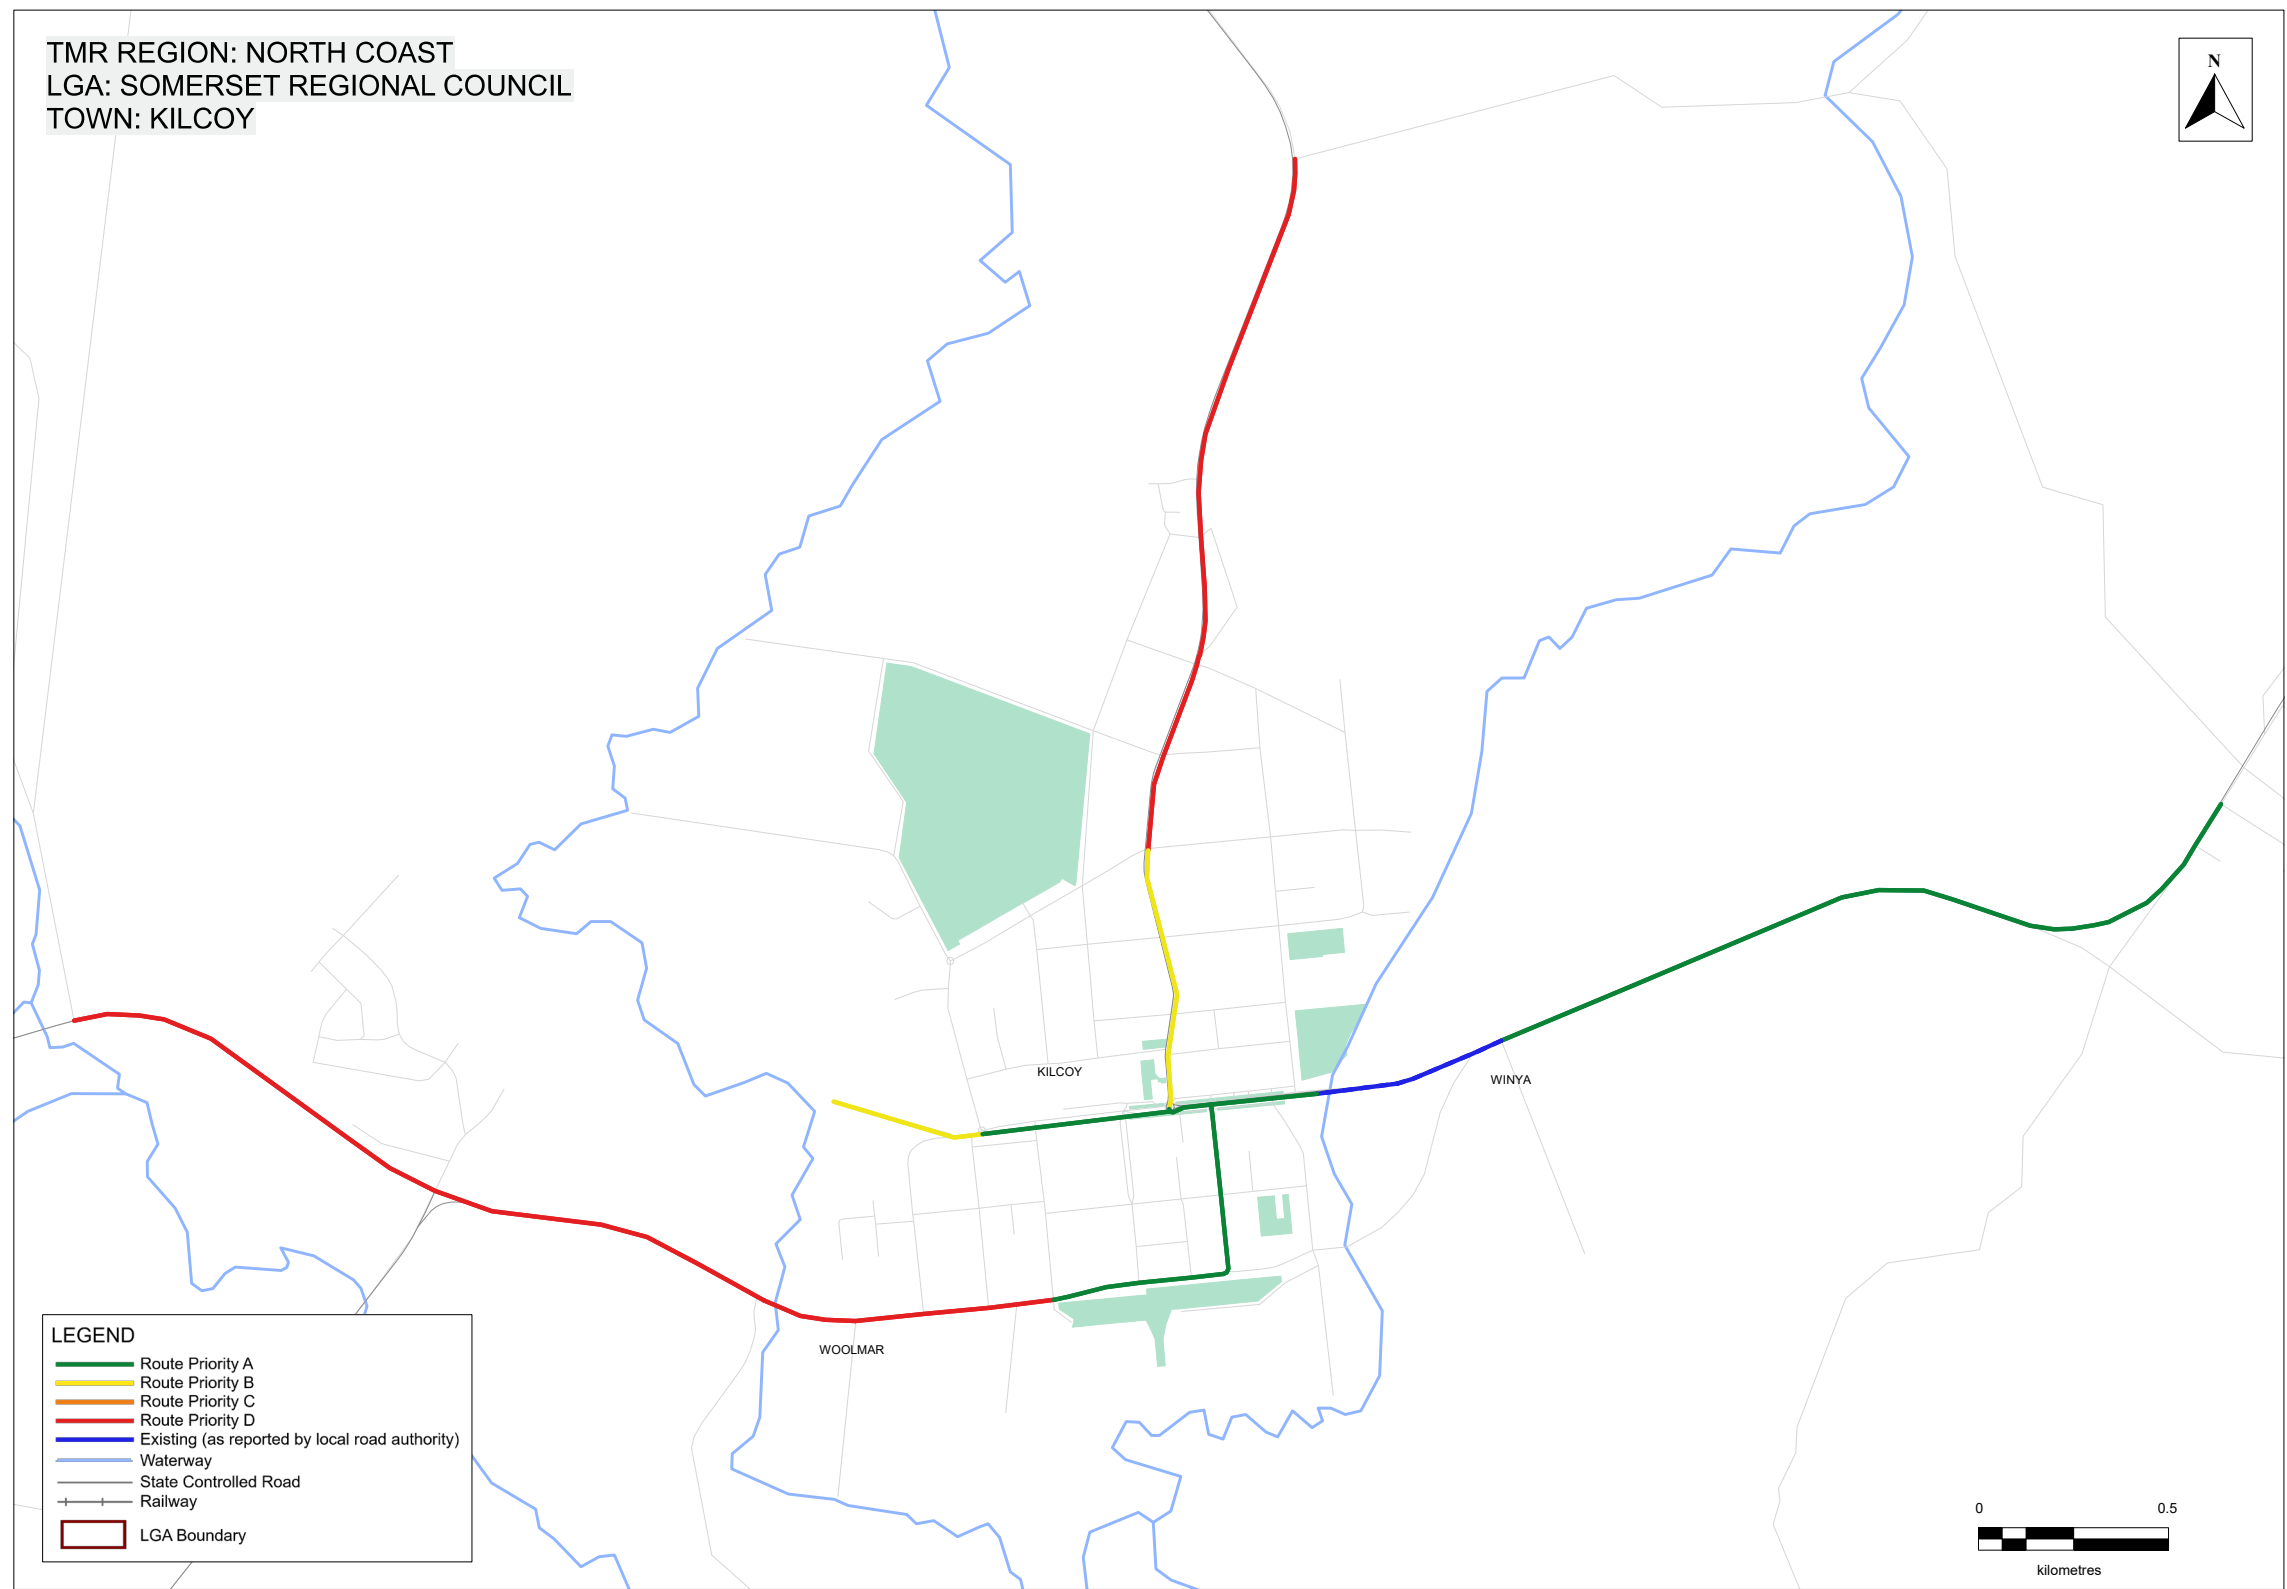 TMR REGION: NORTH COAST
LGA: SOMERSET REGIONAL COUNCIL
TOWN: KILCOY
N
KILCOY
WINYA
WOOLMAR
LEGEND
Route Priority A
Route Priority B
Route Priority C
Route Priority D
Existing (as reported by local road authority)
Waterway
State Controlled Road
Railway
LGA Boundary
0 0.5
kilometres